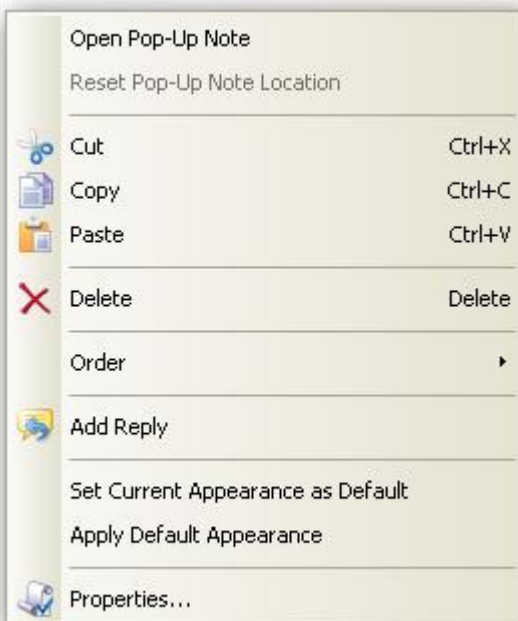 Open Pop-Up Note
Reset Pop-Up Note Location
Cut Ctrl+X
Copy Ctrl+C
Paste Ctrl+V
Delete Delete
Order
Add Reply
Set Current Appearance as Default
Apply Default Appearance
Properties...